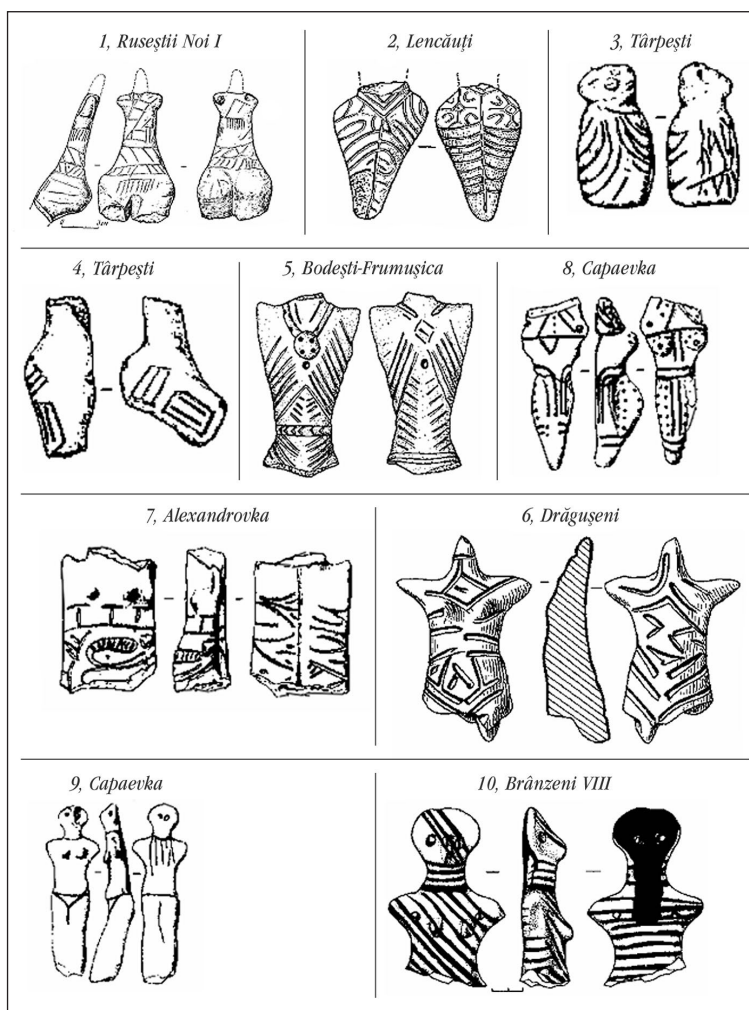 1, Ruseştii Noi I
2, Lencăuţi
3, Târpeşti
4, Târpeşti
5, Bodeşti-Frumuşica
8, Capaevka
7, Alexandrovka
6, Drăguşeni
9, Capaevka
10, Brânzeni VIII